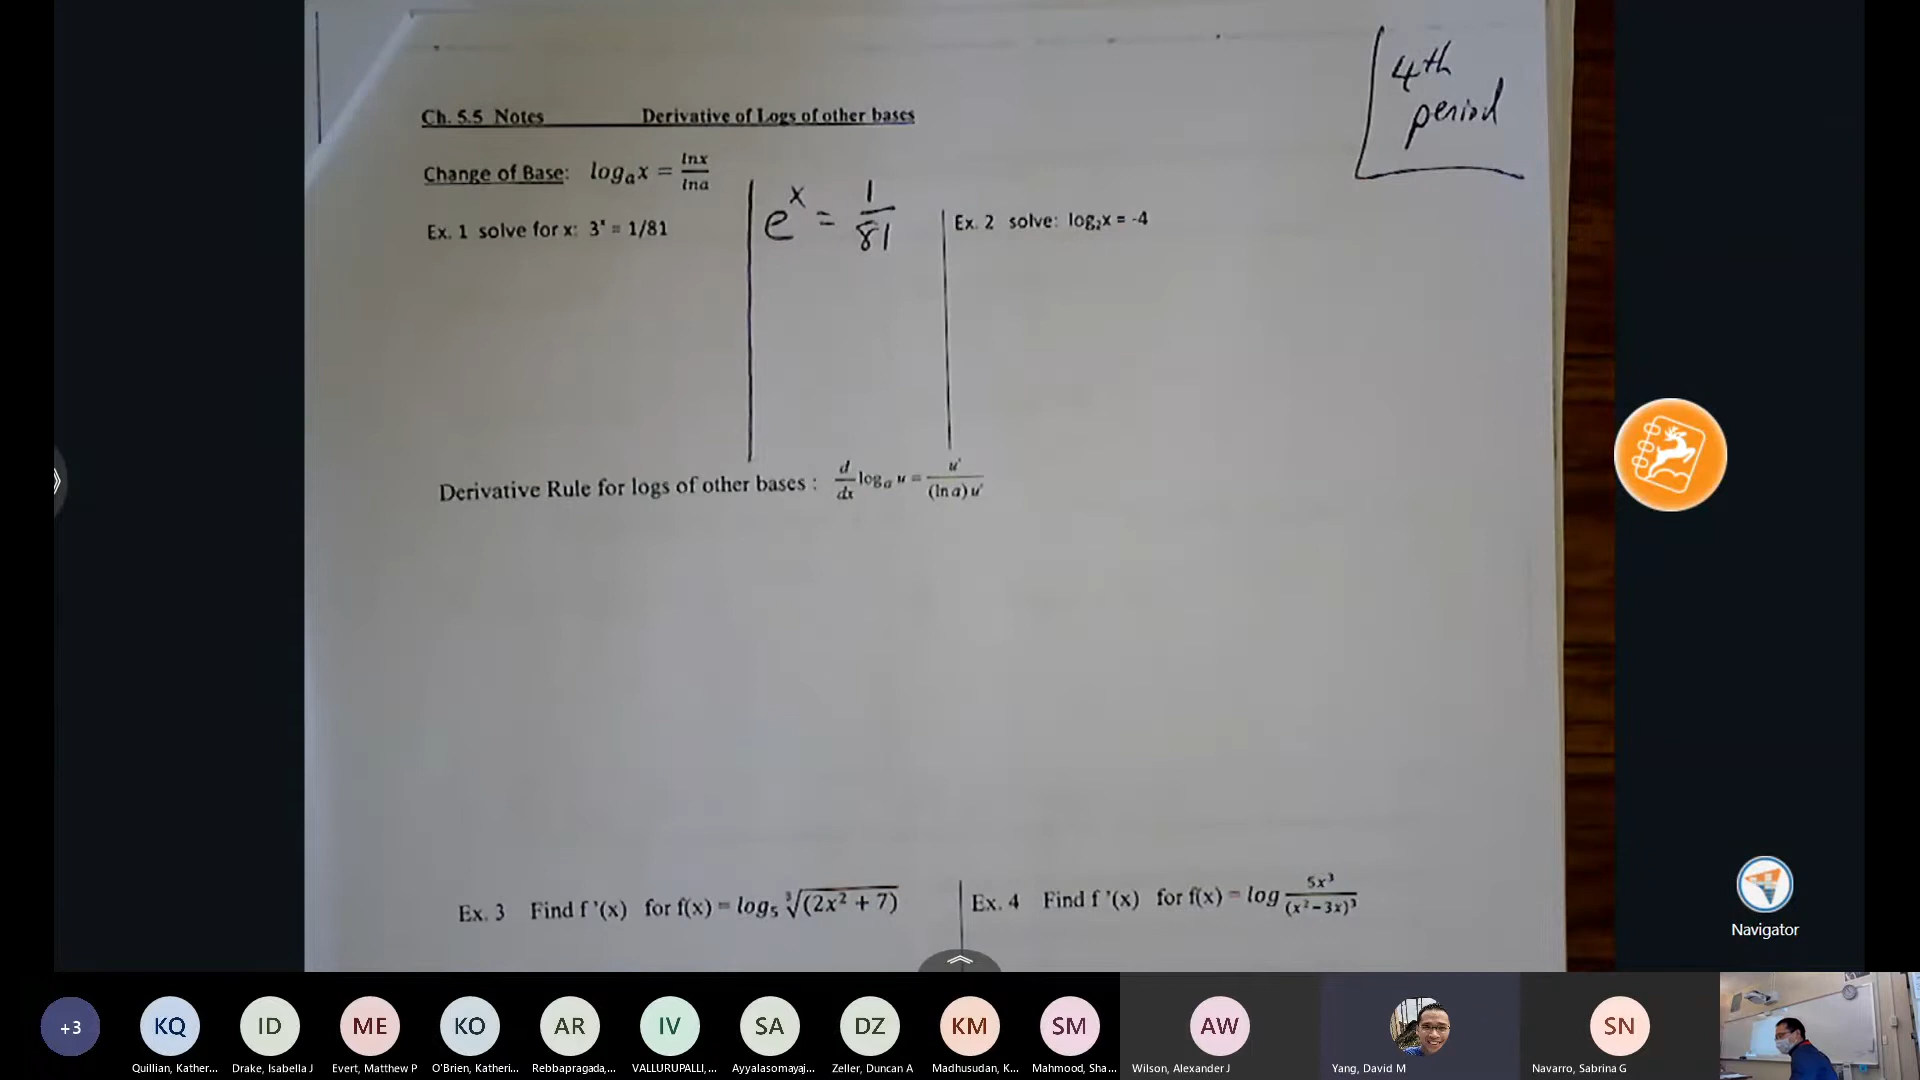 4th
period
Ch. 5.5 Notes Derivative of Logs of other bases
Change of Base: logₐx = lnx/lna
Ex. 1 solve for x: 3ˣ = 1/81
eˣ = 1/81
Ex. 2 solve: log₂x = -4
Derivative Rule for logs of other bases : d/dx logₐ u = u'/(ln a) u
Ex. 3 Find f '(x) for f(x) = log₅ ∛(2x² + 7)
Ex. 4 Find f '(x) for f(x) = log 5x³/(x² – 3x)³
Navigator
+3
KQ
ID
ME
KO
AR
IV
SA
DZ
KM
SM
AW
SN
Quillian, Kather...
Drake, Isabella J
Evert, Matthew P
O'Brien, Katheri...
Rebbapragada,...
VALLURUPALLI,...
Ayyalasomayaj...
Zeller, Duncan A
Madhusudan, K...
Mahmood, Sha...
Wilson, Alexander J
Yang, David M
Navarro, Sabrina G